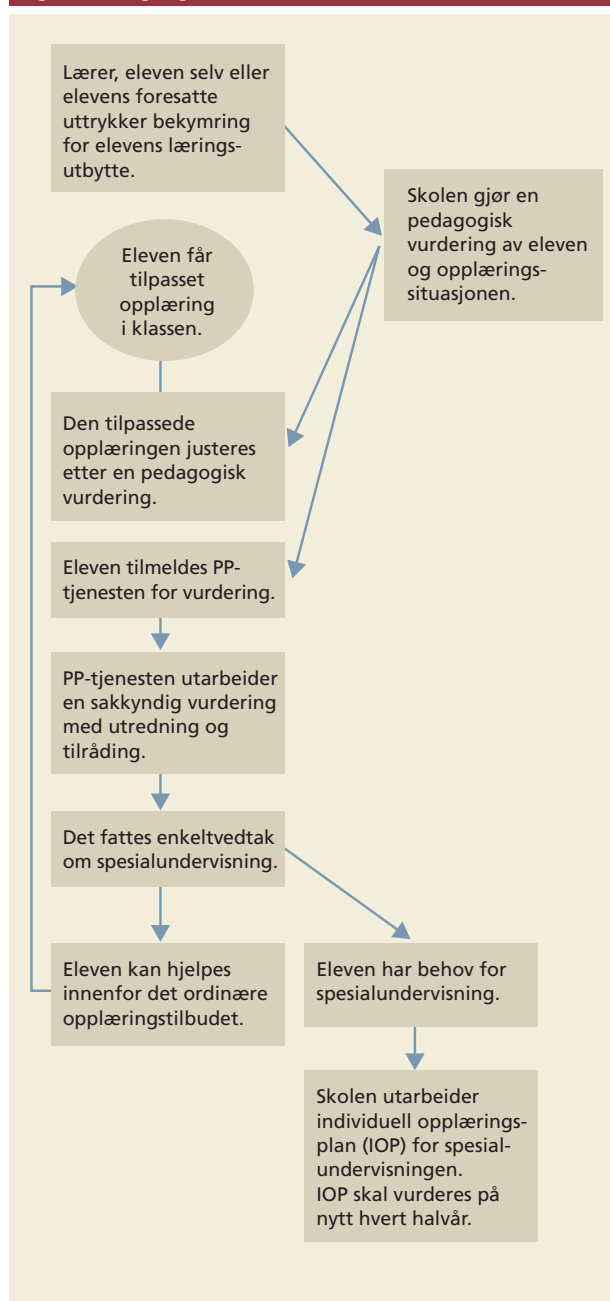 Lærer, eleven selv eller
elevens foresatte
uttrykker bekymring
for elevens lærings-
utbytte.
Skolen gjør en
pedagogisk
vurdering av eleven
og opplærings-
situasjonen.
Eleven får
tilpasset
opplæring
i klassen.
Den tilpassede
opplæringen justeres
etter en pedagogisk
vurdering.
Eleven tilmeldes PP-
tjenesten for vurdering.
PP-tjenesten utarbeider
en sakkyndig vurdering
med utredning og
tilråding.
Det fattes enkeltvedtak
om spesialundervisning.
Eleven kan hjelpes
innenfor det ordinære
opplæringstilbudet.
Eleven har behov for
spesialundervisning.
Skolen utarbeider
individuell opplærings-
plan (IOP) for spesial-
undervisningen.
IOP skal vurderes på
nytt hvert halvår.